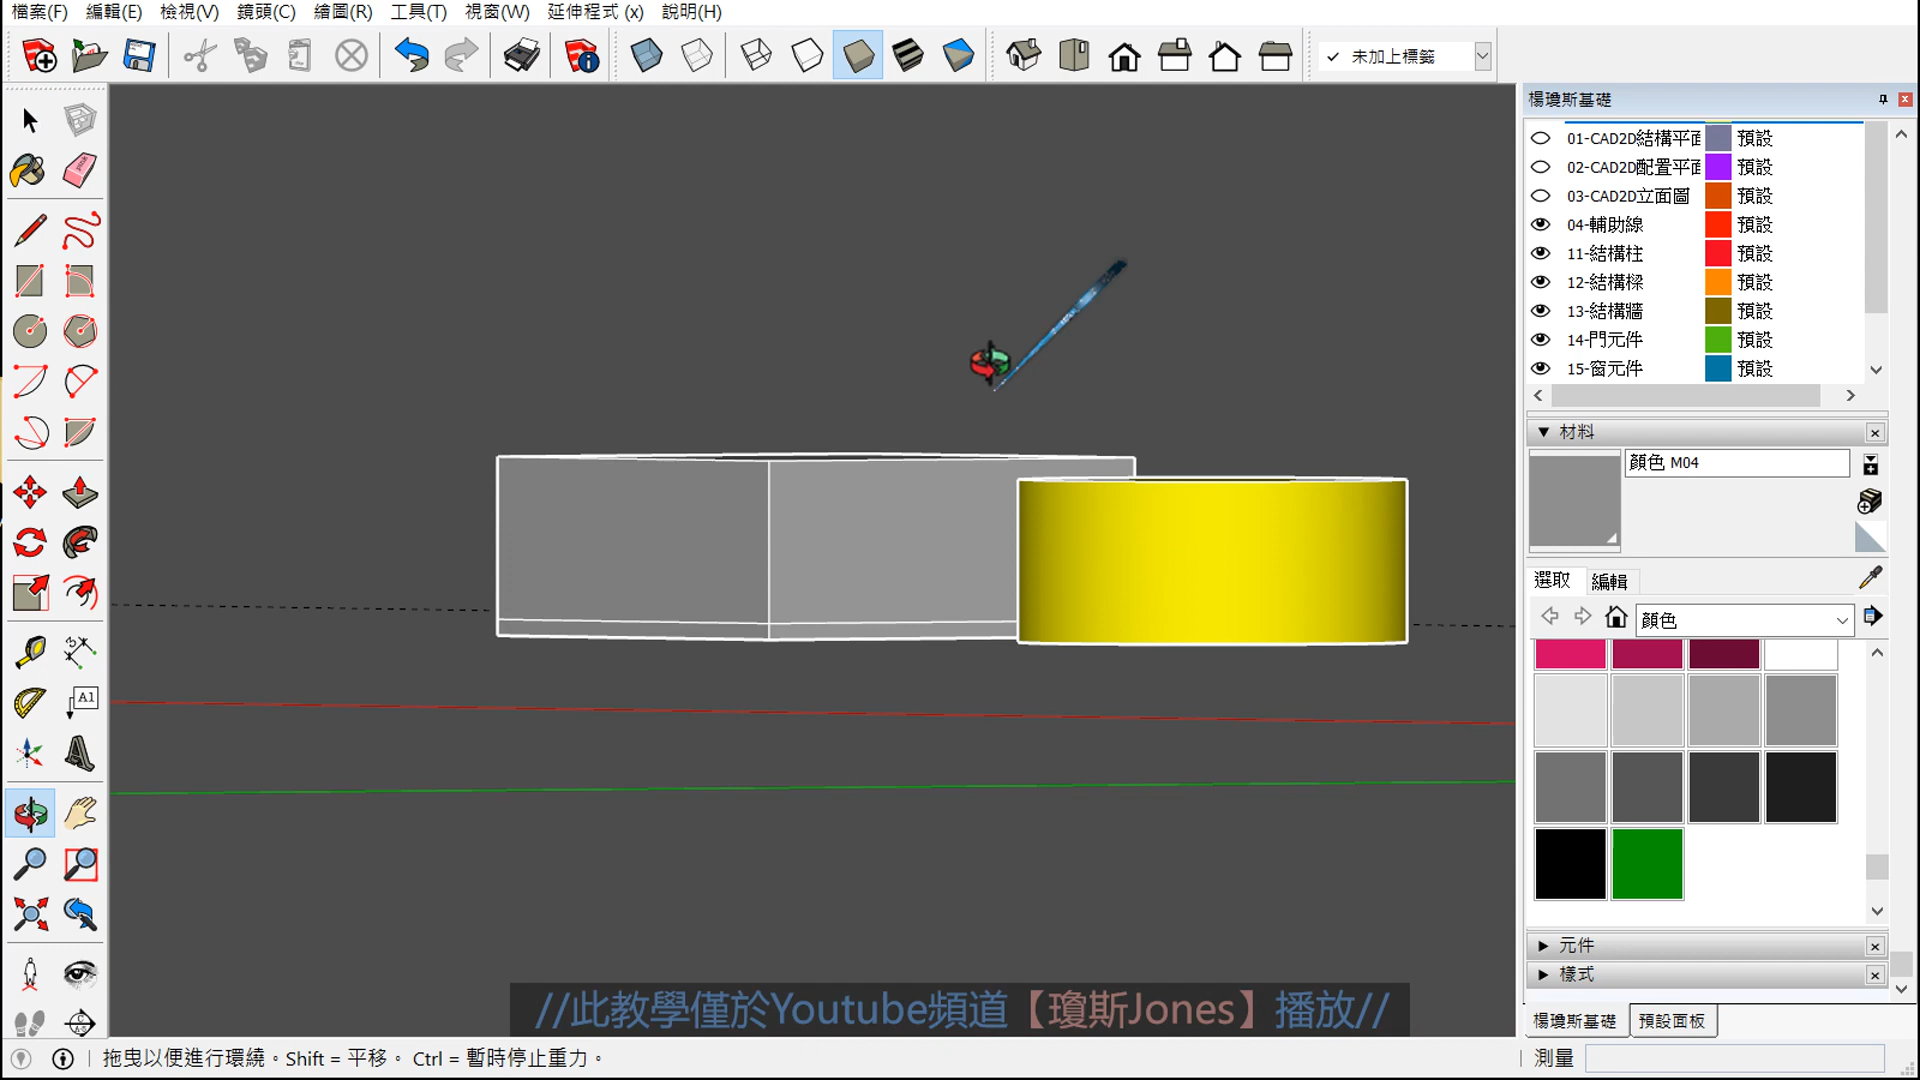 檔案(F) 編輯(E) 檢視(V) 鏡頭(C) 繪圖(R) 工具(T) 視窗(W) 延伸程式 (x) 說明(H)
未加上標籤
楊瓊斯基礎
01-CAD2D結構平面 預設
02-CAD2D配置平面 預設
03-CAD2D立面圖 預設
04-輔助線 預設
11-結構柱 預設
12-結構樑 預設
13-結構牆 預設
14-門元件 預設
15-窗元件 預設
材料
顏色 M04
選取 編輯
顏色
A1
元件
樣式
楊瓊斯基礎 預設面板
//此教學僅於Youtube頻道【瓊斯Jones】播放//
拖曳以便進行環繞。Shift = 平移。 Ctrl = 暫時停止重力。
測量